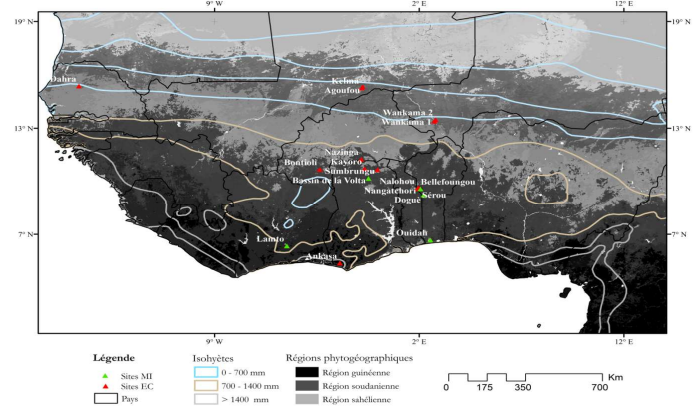 9° W 2° E 12° E
19° N 19° N
Dahra
Kelma
Agoufou
Wankama 2
Wankama 1
13° N 13° N
Nazinga
Bontioli Kayoro
Sumbrungu
Bassin de la Volta
Nalohou Bellefoungou
Nangatchori Sérou
Dogué
7° N 7° N
Lamto Ouidah
Ankasa
9° W 2° E 12° E
Légende Isohyètes Régions phytogéographiques
Sites MI 0 - 700 mm Région guinéenne
Sites EC 700 - 1400 mm Région soudanienne
Pays > 1400 mm Région sahélienne
Km
0 175 350 700